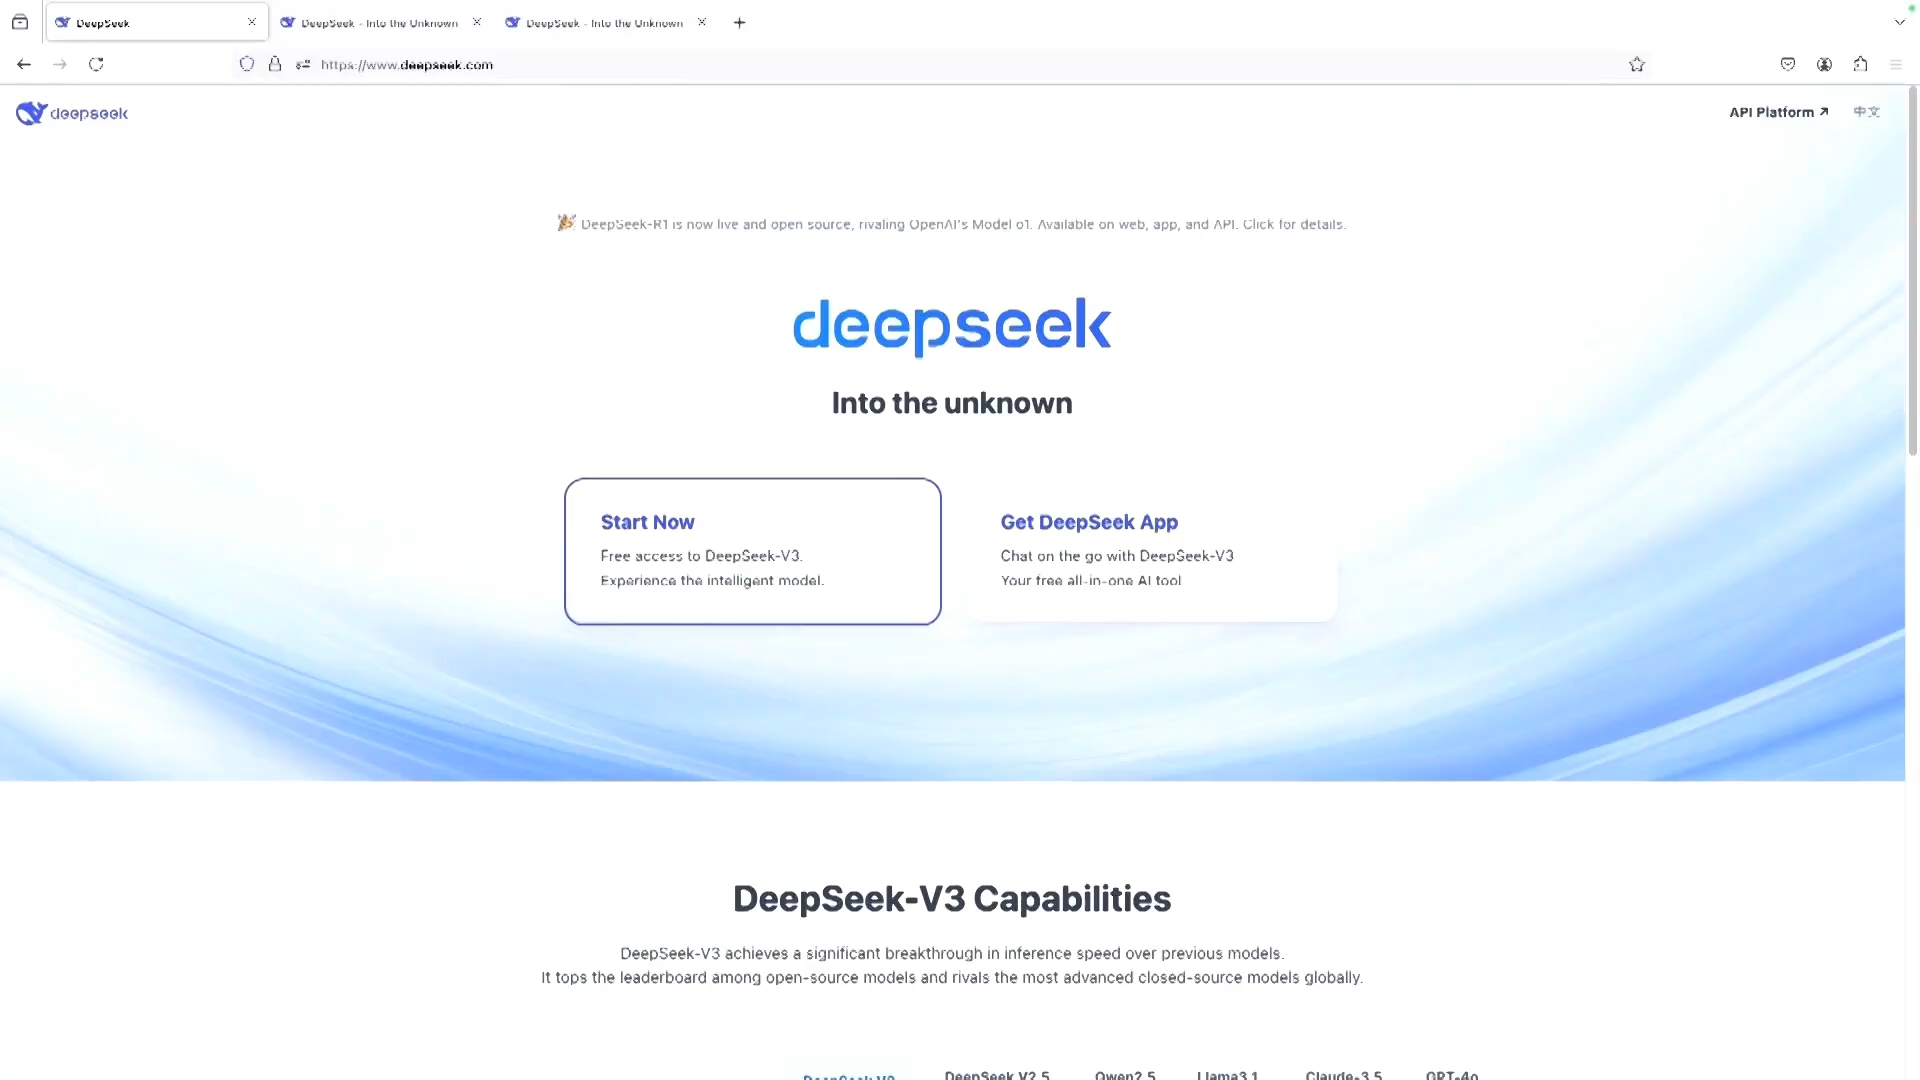 DeepSeek
DeepSeek - Into the Unknown
DeepSeek - Into the Unknown
https://www.deepseek.com
deepseek
API Platform
中文
DeepSeek-R1 is now live and open source, rivaling OpenAI's Model o1. Available on web, app, and API. Click for details.
deepseek
Into the unknown
Start Now
Free access to DeepSeek-V3.
Experience the intelligent model.
Get DeepSeek App
Chat on the go with DeepSeek-V3
Your free all-in-one AI tool
DeepSeek-V3 Capabilities
DeepSeek-V3 achieves a significant breakthrough in inference speed over previous models.
It tops the leaderboard among open-source models and rivals the most advanced closed-source models globally.
DeepSeek V3 DeepSeek V2.5 Qwen2.5 Llama3.1 Claude-3.5 GPT-4o